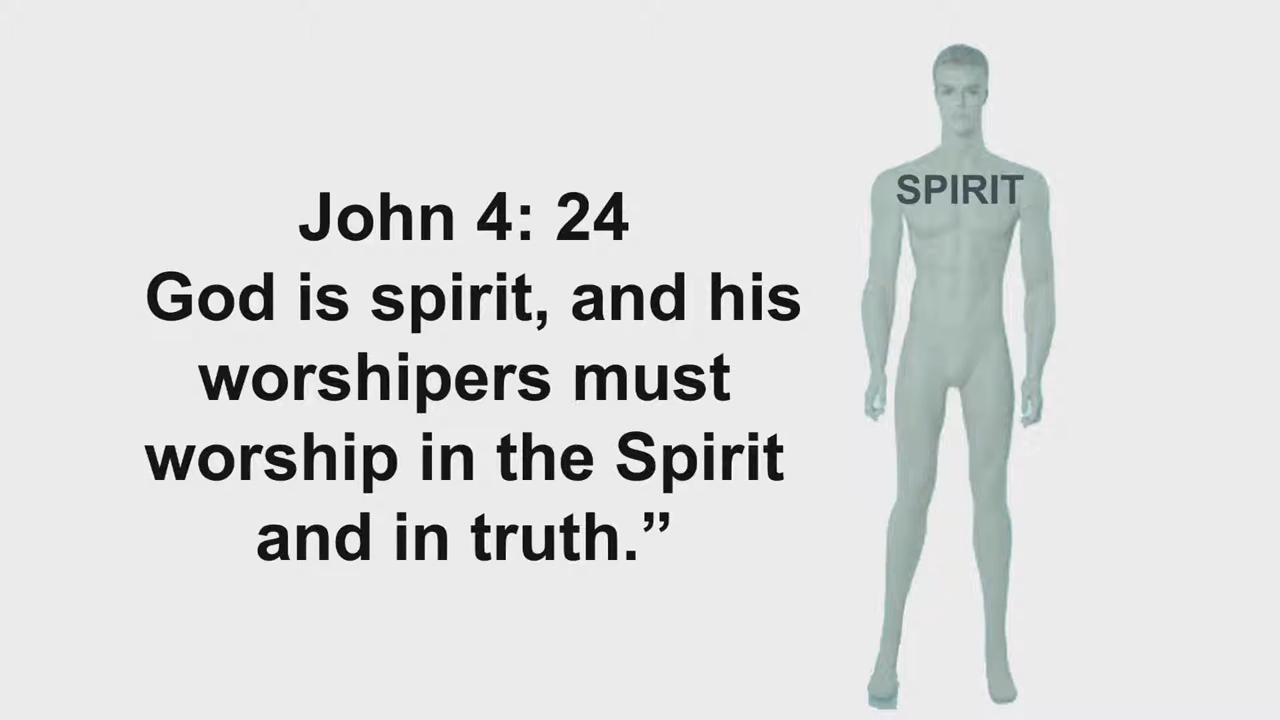 John 4: 24
God is spirit, and his
worshipers must
worship in the Spirit
and in truth.”
SPIRIT